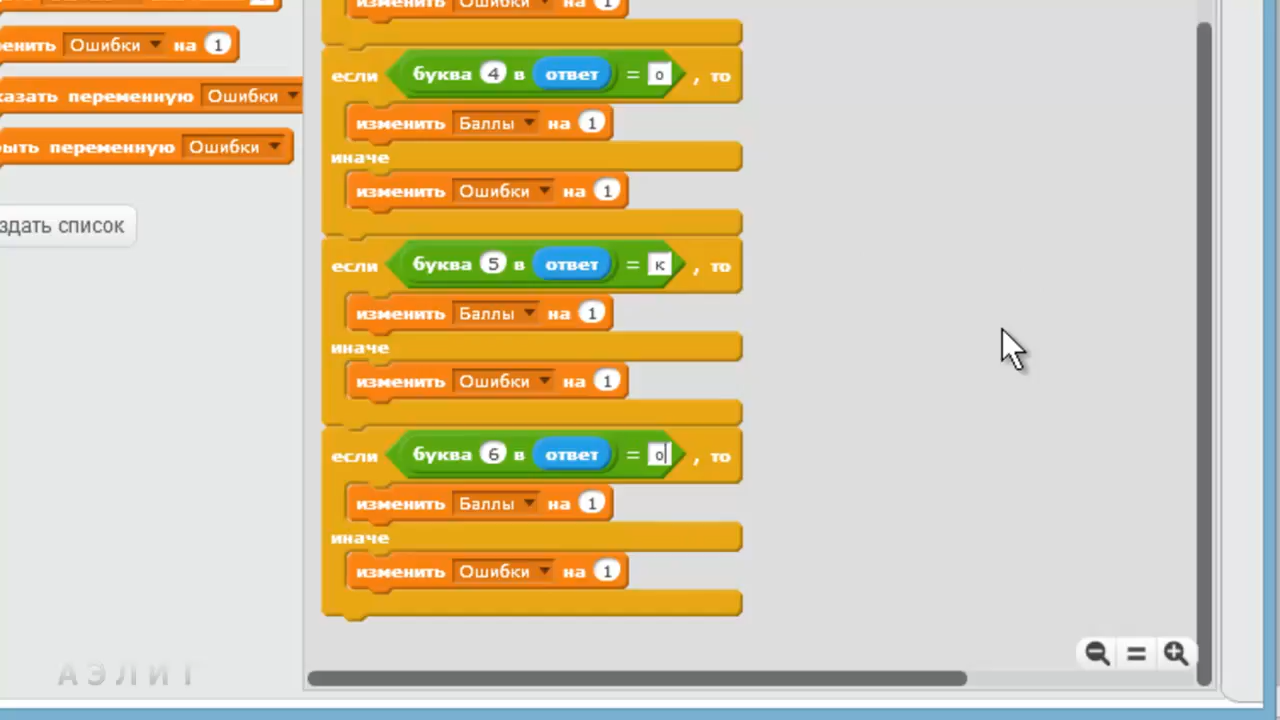 изменить Ошибки на 1
енить Ошибки на 1
если буква 4 в ответ = о , то
казать переменную Ошибки
изменить Баллы на 1
ыть переменную Ошибки
иначе
изменить Ошибки на 1
здать список
если буква 5 в ответ = к , то
изменить Баллы на 1
иначе
изменить Ошибки на 1
если буква 6 в ответ = о , то
изменить Баллы на 1
иначе
изменить Ошибки на 1
АЭЛИТ